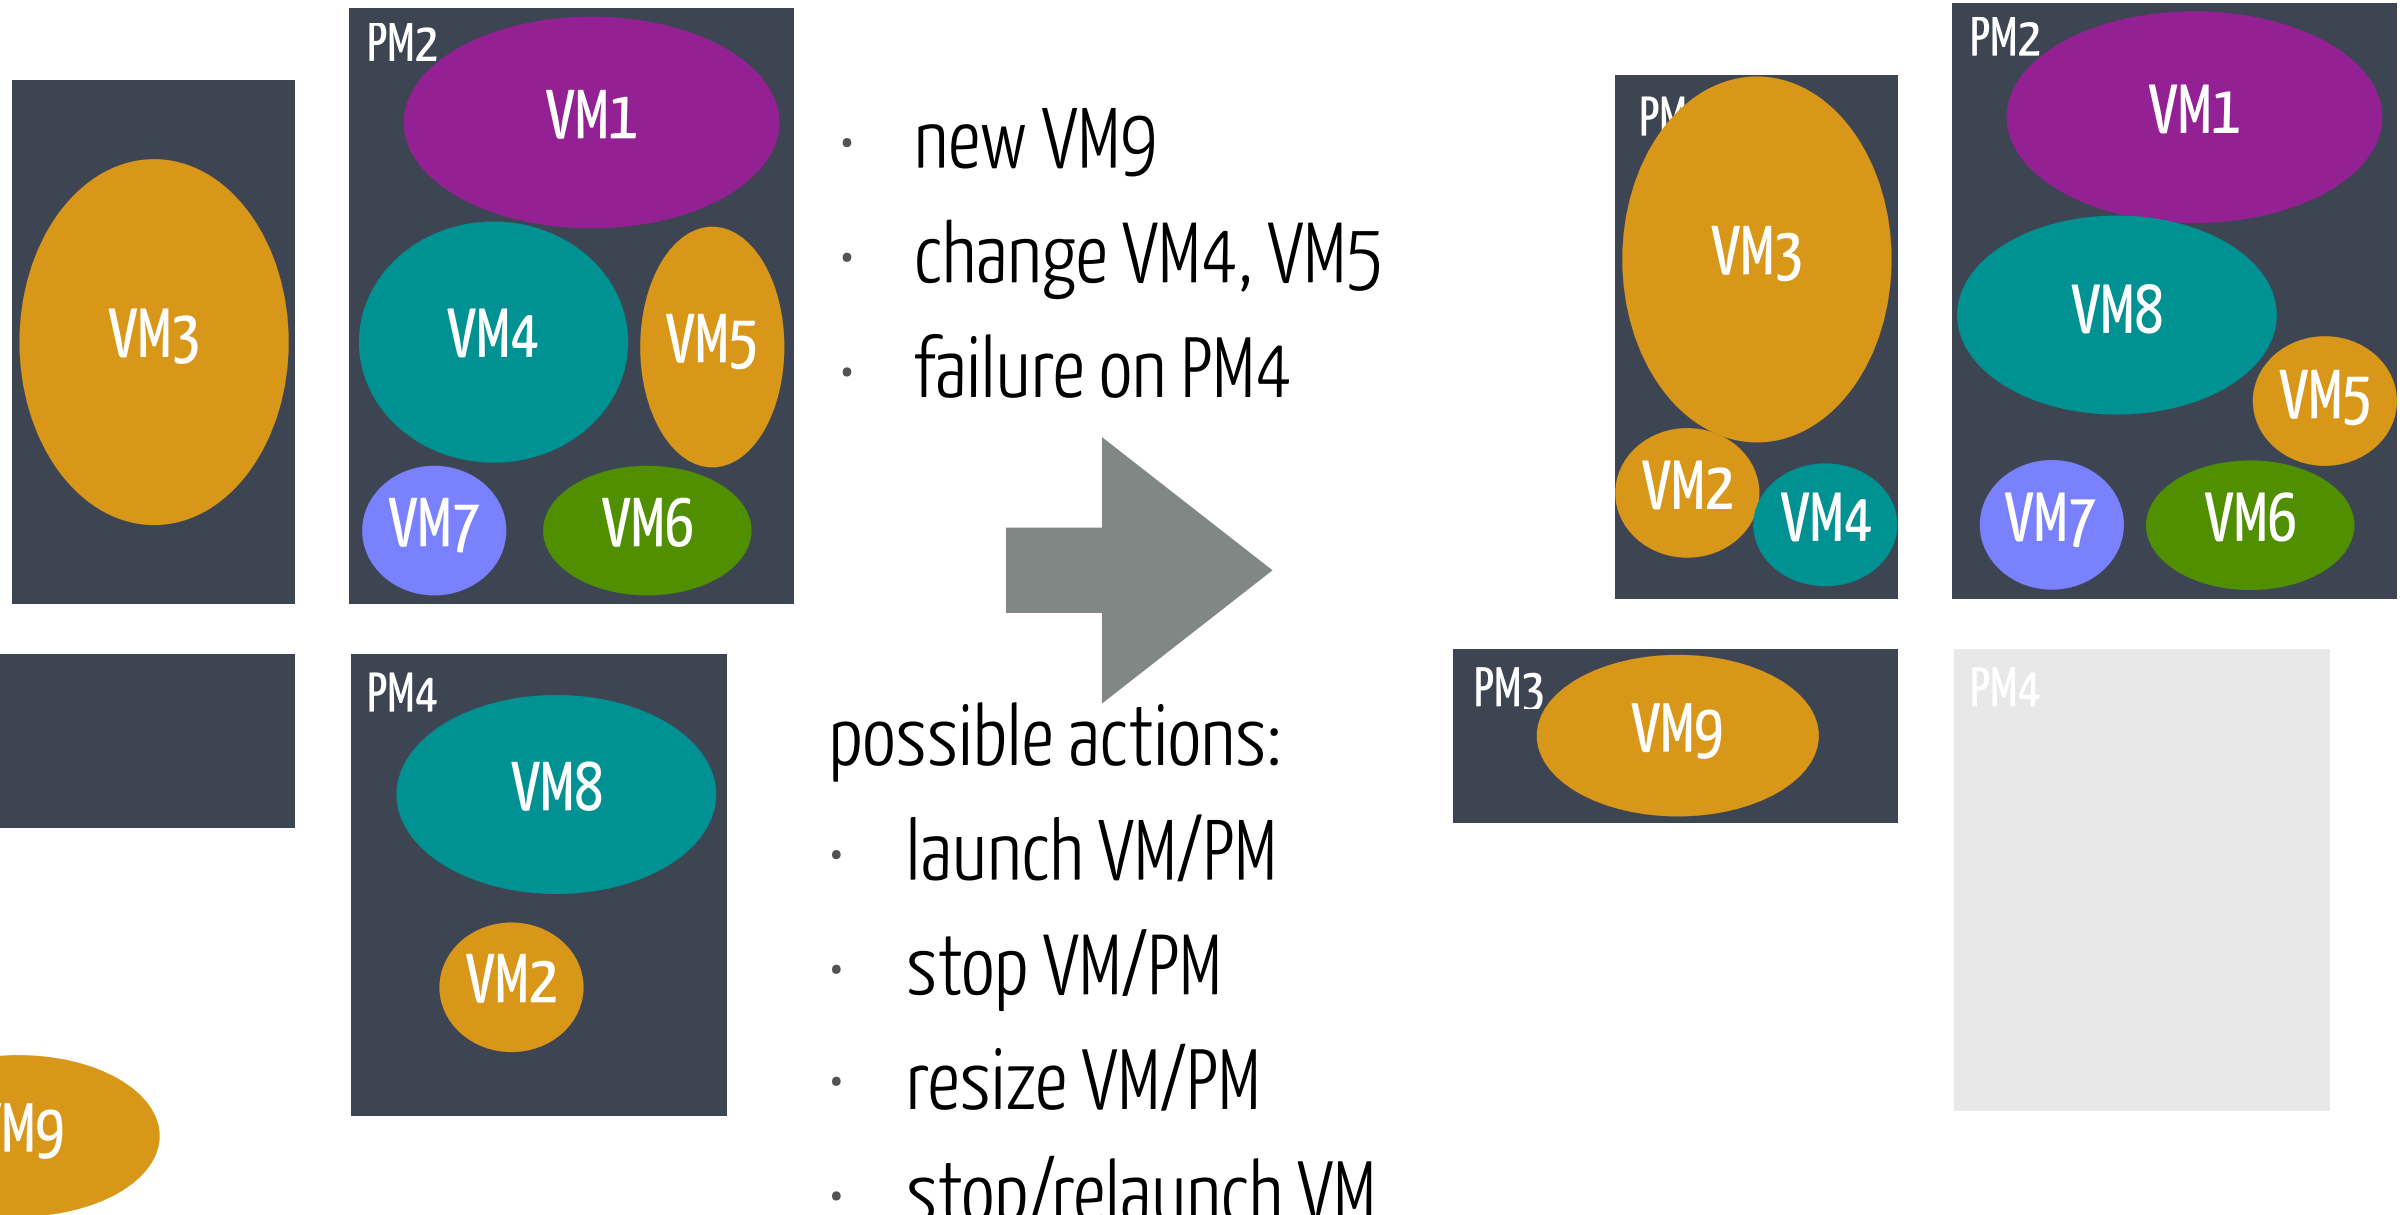 PM2
VM1
VM3
VM4
VM5
VM7
VM6
PM4
VM8
VM2
M9
new VM9
change VM4, VM5
failure on PM4
possible actions:
launch VM/PM
stop VM/PM
resize VM/PM
stop/relaunch VM
PM
VM3
VM2
VM4
PM2
VM1
VM8
VM5
VM7
VM6
PM3
VM9
PM4